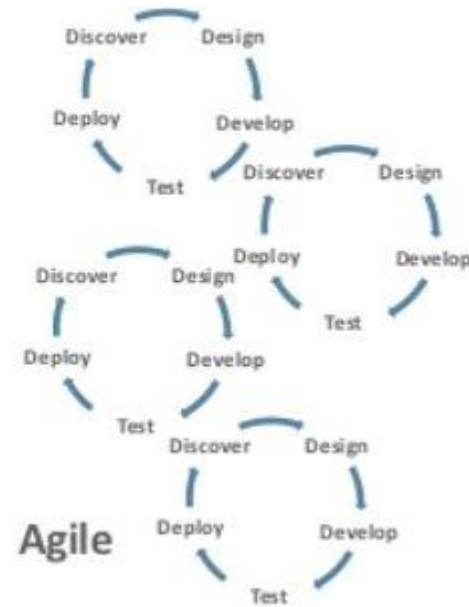 Discover
Design
Deploy
Develop
Test
Discover
Design
Deploy
Develop
Test
Discover
Design
Deploy
Develop
Test
Discover
Design
Deploy
Develop
Test
Agile